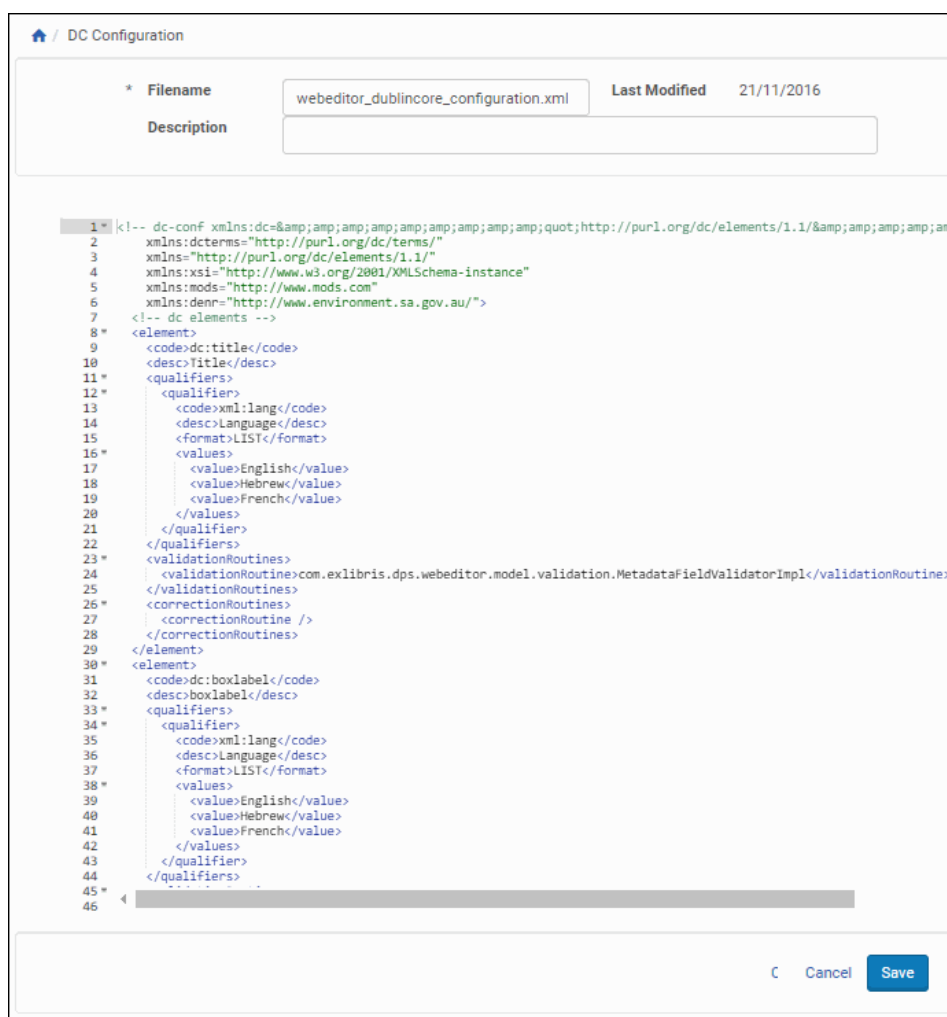 / DC Configuration
* Filename webeditor_dublincore_configuration.xml Last Modified 21/11/2016
Description
1 <!-- dc-conf xmlns:dc=&amp;amp;amp;amp;amp;amp;amp;amp;amp;quot;http://purl.org/dc/elements/1.1/&amp;amp;amp;amp;am
2 xmlns:dcterms="http://purl.org/dc/terms/"
3 xmlns="http://purl.org/dc/elements/1.1/"
4 xmlns:xsi="http://www.w3.org/2001/XMLSchema-instance"
5 xmlns:mods="http://www.mods.com"
6 xmlns:denr="http://www.environment.sa.gov.au/">
7 <!-- dc elements -->
8 <element>
9 <code>dc:title</code>
10 <desc>Title</desc>
11 <qualifiers>
12 <qualifier>
13 <code>xml:lang</code>
14 <desc>Language</desc>
15 <format>LIST</format>
16 <values>
17 <value>English</value>
18 <value>Hebrew</value>
19 <value>French</value>
20 </values>
21 </qualifier>
22 </qualifiers>
23 <validationRoutines>
24 <validationRoutine>com.exlibris.dps.webeditor.model.validation.MetadataFieldValidatorImpl</validationRoutine>
25 </validationRoutines>
26 <correctionRoutines>
27 <correctionRoutine />
28 </correctionRoutines>
29 </element>
30 <element>
31 <code>dc:boxlabel</code>
32 <desc>boxlabel</desc>
33 <qualifiers>
34 <qualifier>
35 <code>xml:lang</code>
36 <desc>Language</desc>
37 <format>LIST</format>
38 <values>
39 <value>English</value>
40 <value>Hebrew</value>
41 <value>French</value>
42 </values>
43 </qualifier>
44 </qualifiers>
45
46
C Cancel Save